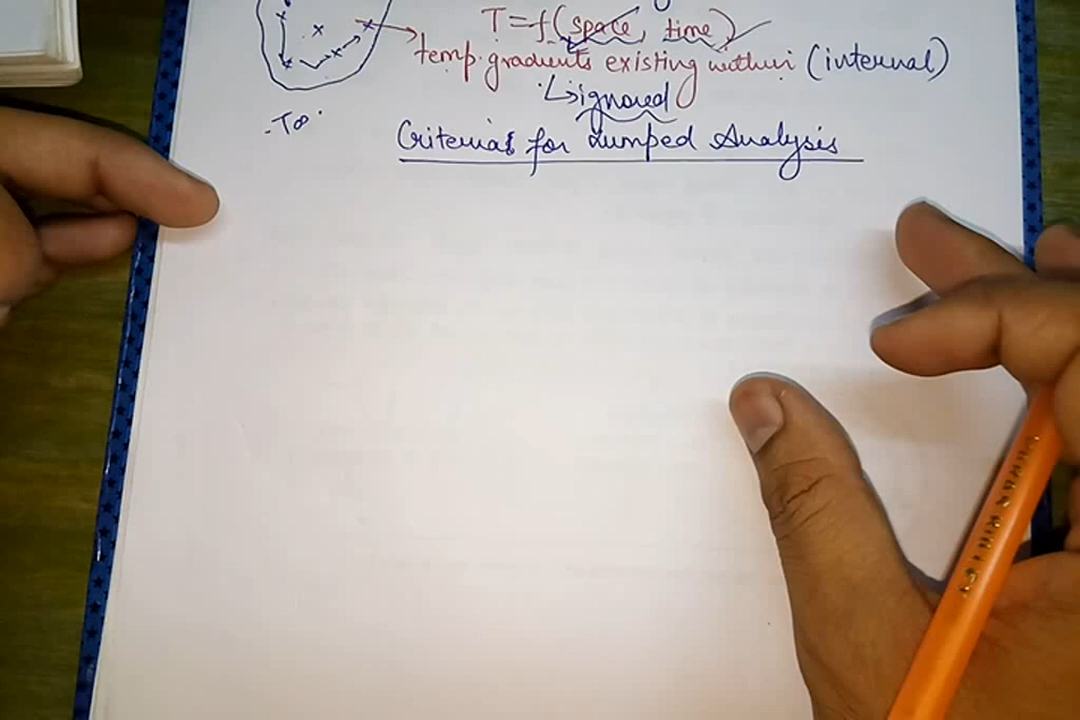 T=f(space, time)
temp. gradients existing within (internal)
↳ignored
T∞
Criterias for Lumped Analysis